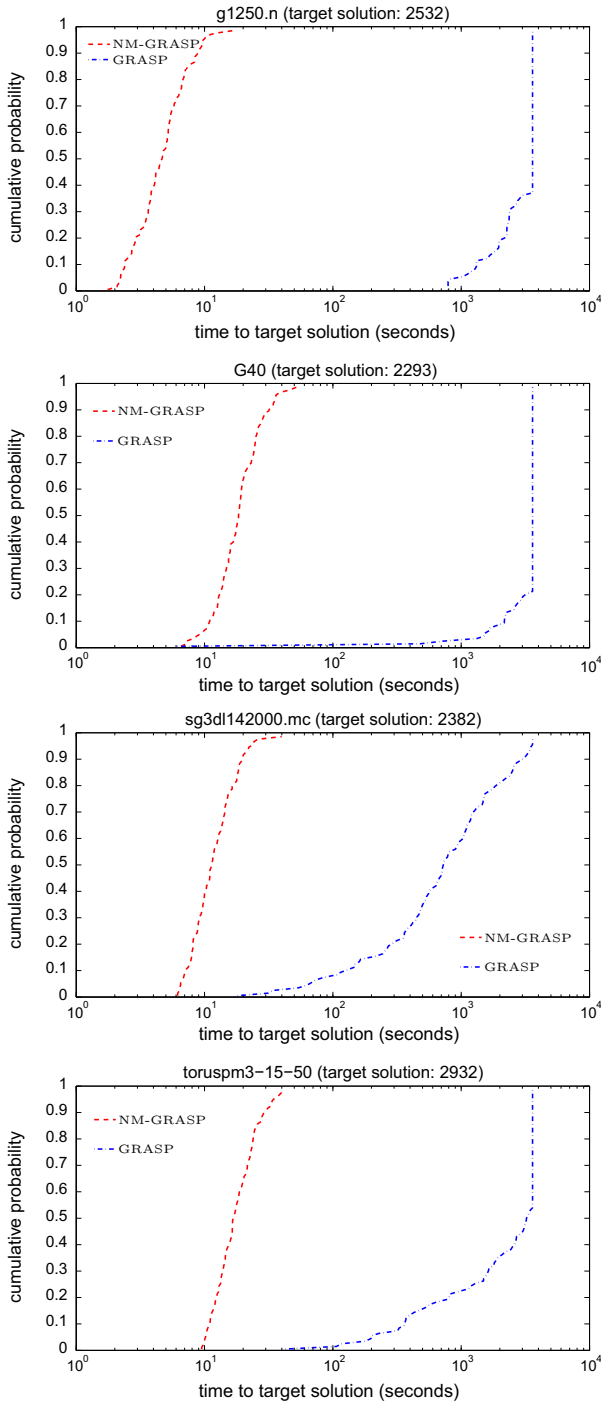 g1250.n (target solution: 2532)
1
0.9
0.8
0.7
0.6
0.5
0.4
0.3
0.2
0.1
0
cumulative probability
NM-GRASP
GRASP
10^0 10^1 10^2 10^3 10^4
time to target solution (seconds)
G40 (target solution: 2293)
1
0.9
0.8
0.7
0.6
0.5
0.4
0.3
0.2
0.1
0
cumulative probability
NM-GRASP
GRASP
10^0 10^1 10^2 10^3 10^4
time to target solution (seconds)
sg3dl142000.mc (target solution: 2382)
1
0.9
0.8
0.7
0.6
0.5
0.4
0.3
0.2
0.1
0
cumulative probability
NM-GRASP
GRASP
10^0 10^1 10^2 10^3 10^4
time to target solution (seconds)
toruspm3−15−50 (target solution: 2932)
1
0.9
0.8
0.7
0.6
0.5
0.4
0.3
0.2
0.1
0
cumulative probability
NM-GRASP
GRASP
10^0 10^1 10^2 10^3 10^4
time to target solution (seconds)